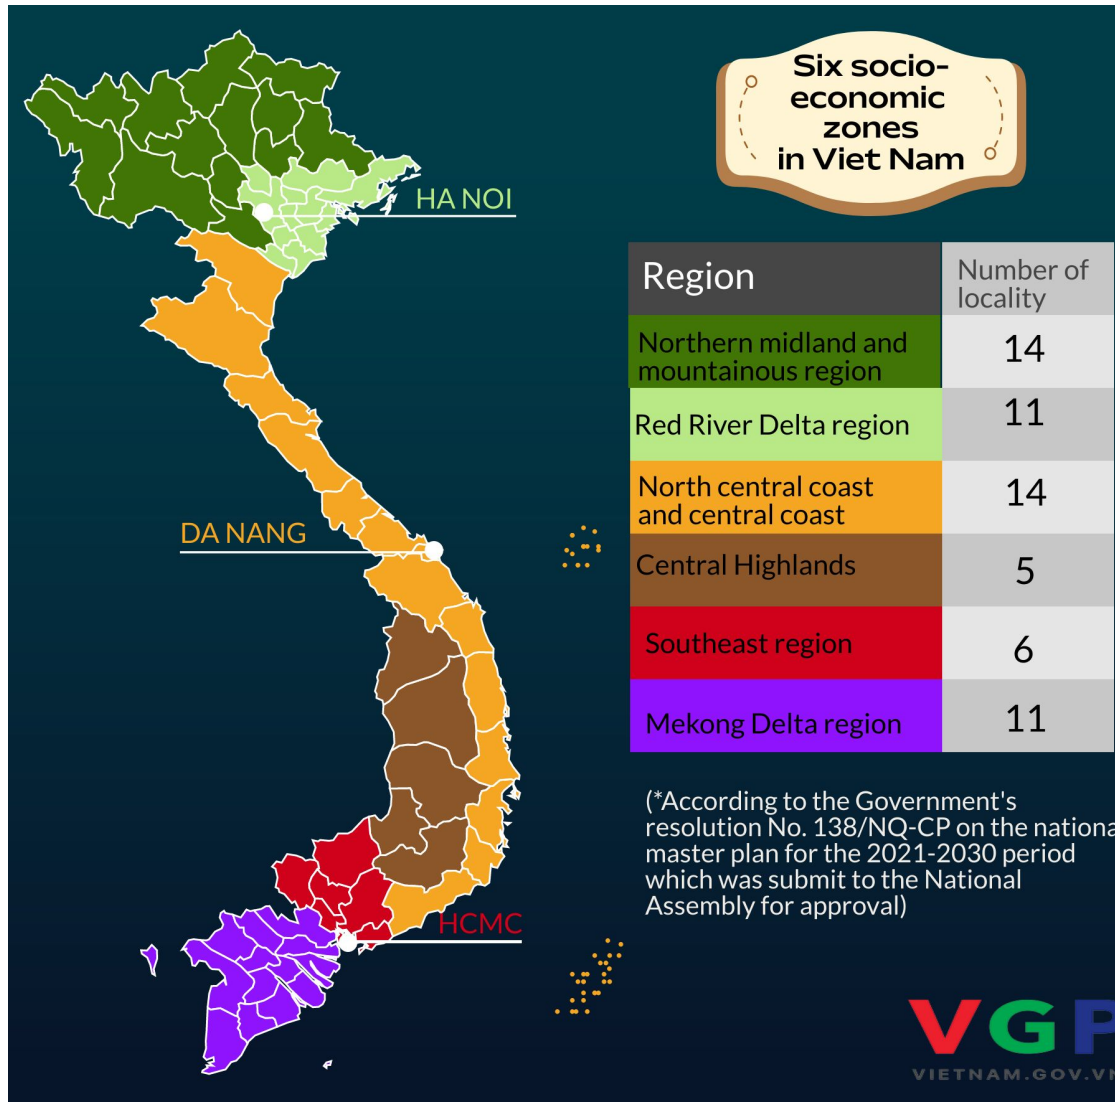 Six socio-
economic
zones
in Viet Nam
HA NOI
DA NANG
HCMC
Region
Number of
locality
Northern midland and
mountainous region
14
Red River Delta region
11
North central coast
and central coast
14
Central Highlands
5
Southeast region
6
Mekong Delta region
11
(*According to the Government's
resolution No. 138/NQ-CP on the nationa
master plan for the 2021-2030 period
which was submit to the National
Assembly for approval)
VGP
VIETNAM.GOV.VN